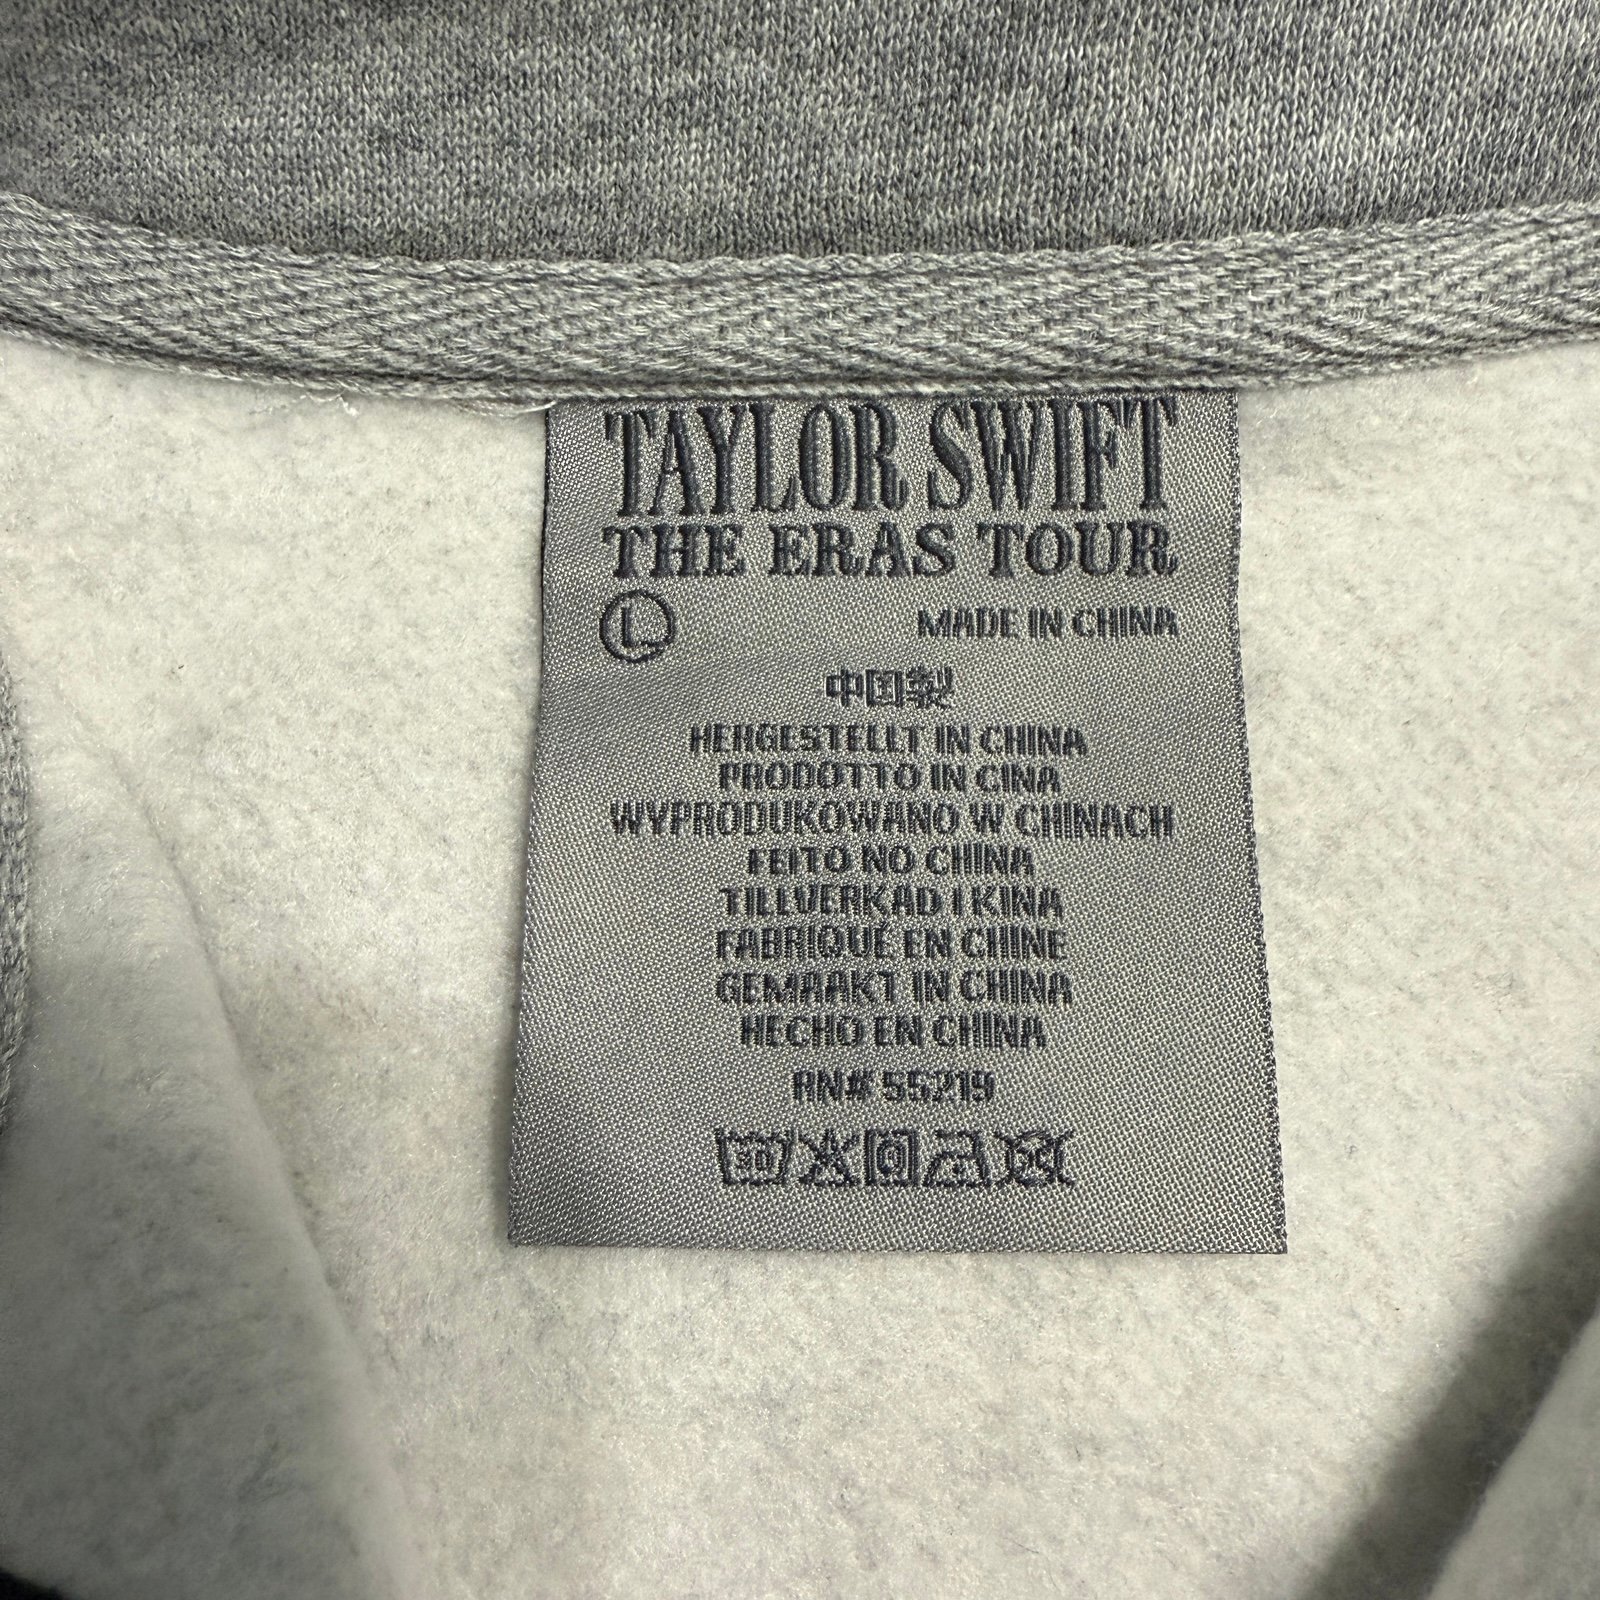 TAYLOR SWIFT
THE ERAS TOUR
L MADE IN CHINA
中国製
HERGESTELLT IN CHINA
PRODOTTO IN CINA
WYPRODUKOWANO W CHINACH
FEITO NO CHINA
TILLVERKAD I KINA
FABRIQUÉ EN CHINE
GEMAAKT IN CHINA
HECHO EN CHINA
RN# 55219
30